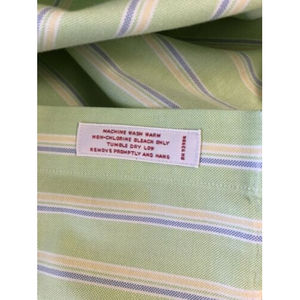 MACHINE WASH WARM
NON-CHLORINE BLEACH ONLY
TUMBLE DRY LOW
REMOVE PROMPTLY AND HANG